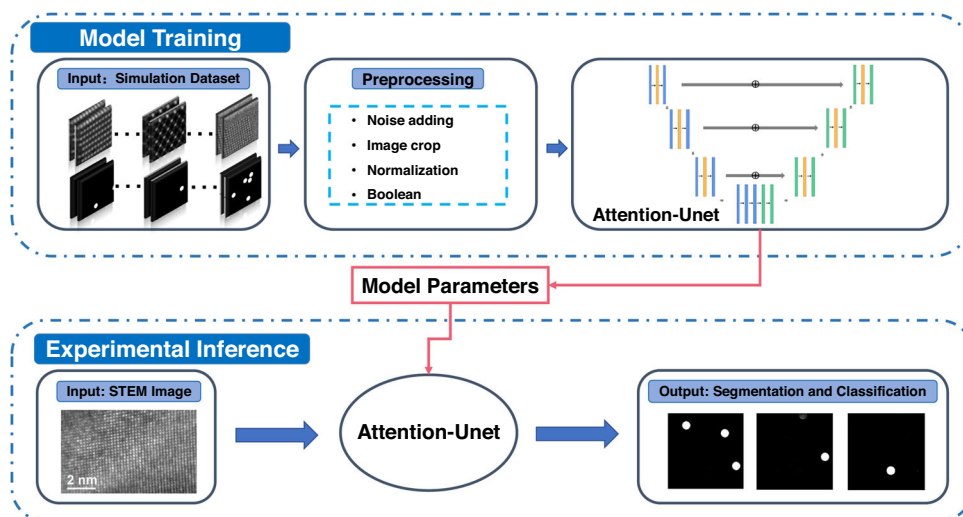 Model Training
Input：Simulation Dataset
Preprocessing
• Noise adding
• Image crop
• Normalization
• Boolean
Attention-Unet
Model Parameters
Experimental Inference
Input: STEM Image
2 nm
Attention-Unet
Output: Segmentation and Classification